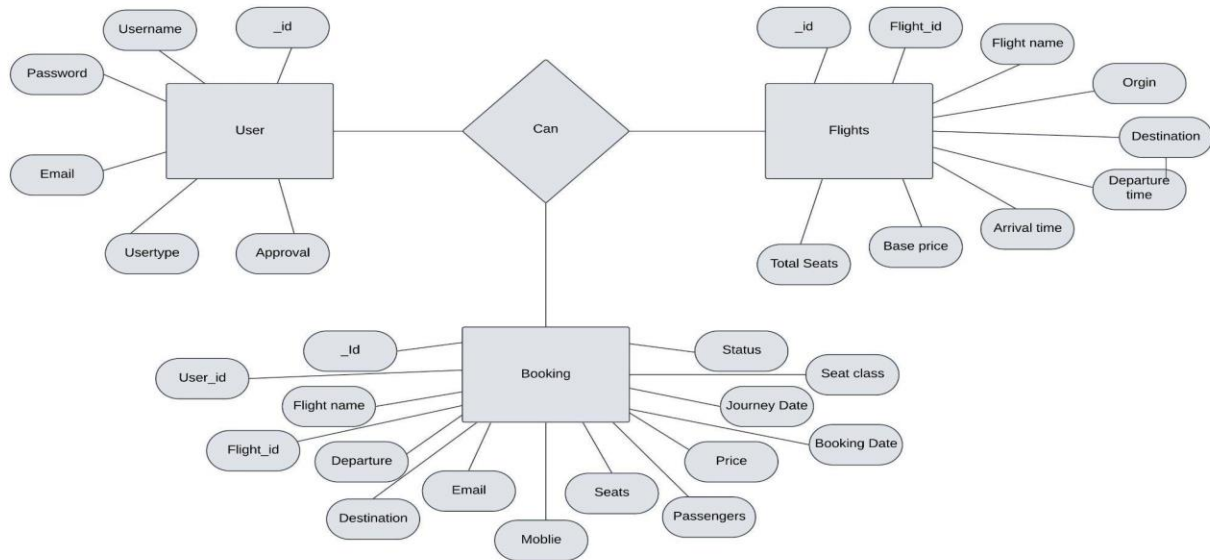 Username
_id
Password
User
Email
Usertype
Approval
Can
_id
Flight_id
Flight name
Orgin
Flights
Destination
Departure
time
Arrival time
Base price
Total Seats
_Id
User_id
Flight name
Flight_id
Departure
Destination
Booking
Email
Moblie
Seats
Passengers
Price
Status
Seat class
Journey Date
Booking Date